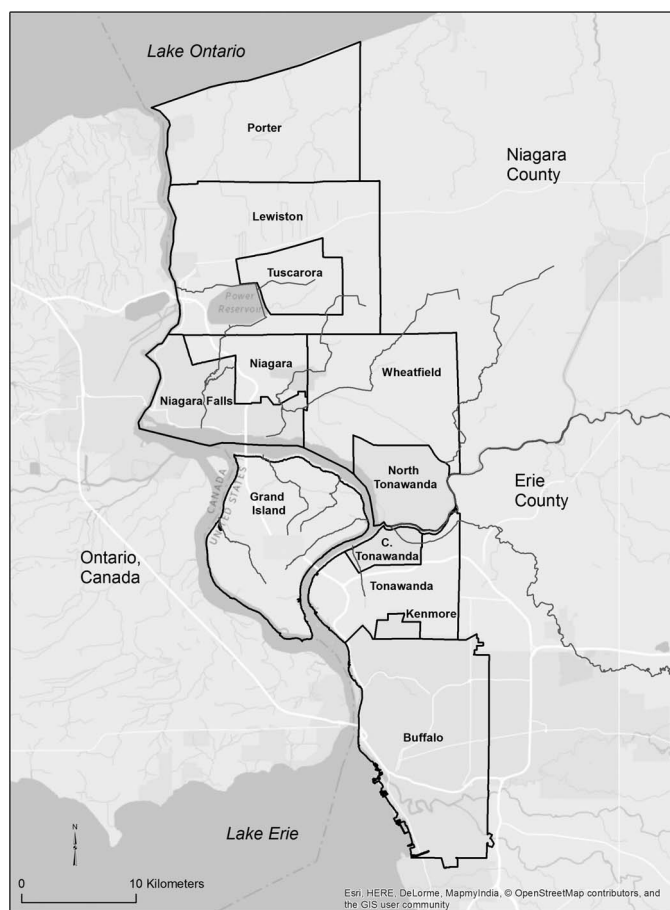 Lake Ontario
Porter
Niagara
County
Lewiston
Tuscarora
Power
Reservoir
Niagara
Wheatfield
Niagara Falls
North
Tonawanda
CANADA
UNITED STATES
Grand
Island
Erie
County
C.
Tonawanda
Ontario,
Canada
Tonawanda
Kenmore
Buffalo
Lake Erie
N
0
10 Kilometers
Esri, HERE, DeLorme, MapmyIndia, © OpenStreetMap contributors, and
the GIS user community